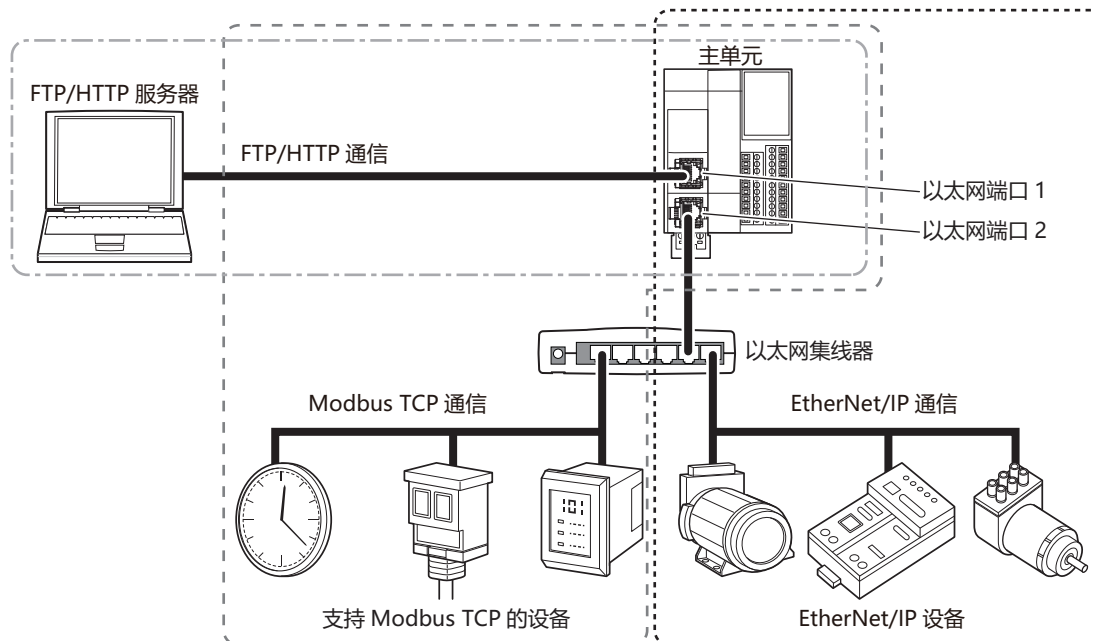 主单元
FTP/HTTP 服务器
FTP/HTTP 通信
以太网端口 1
以太网端口 2
以太网集线器
Modbus TCP 通信
EtherNet/IP 通信
101
支持 Modbus TCP 的设备
EtherNet/IP 设备